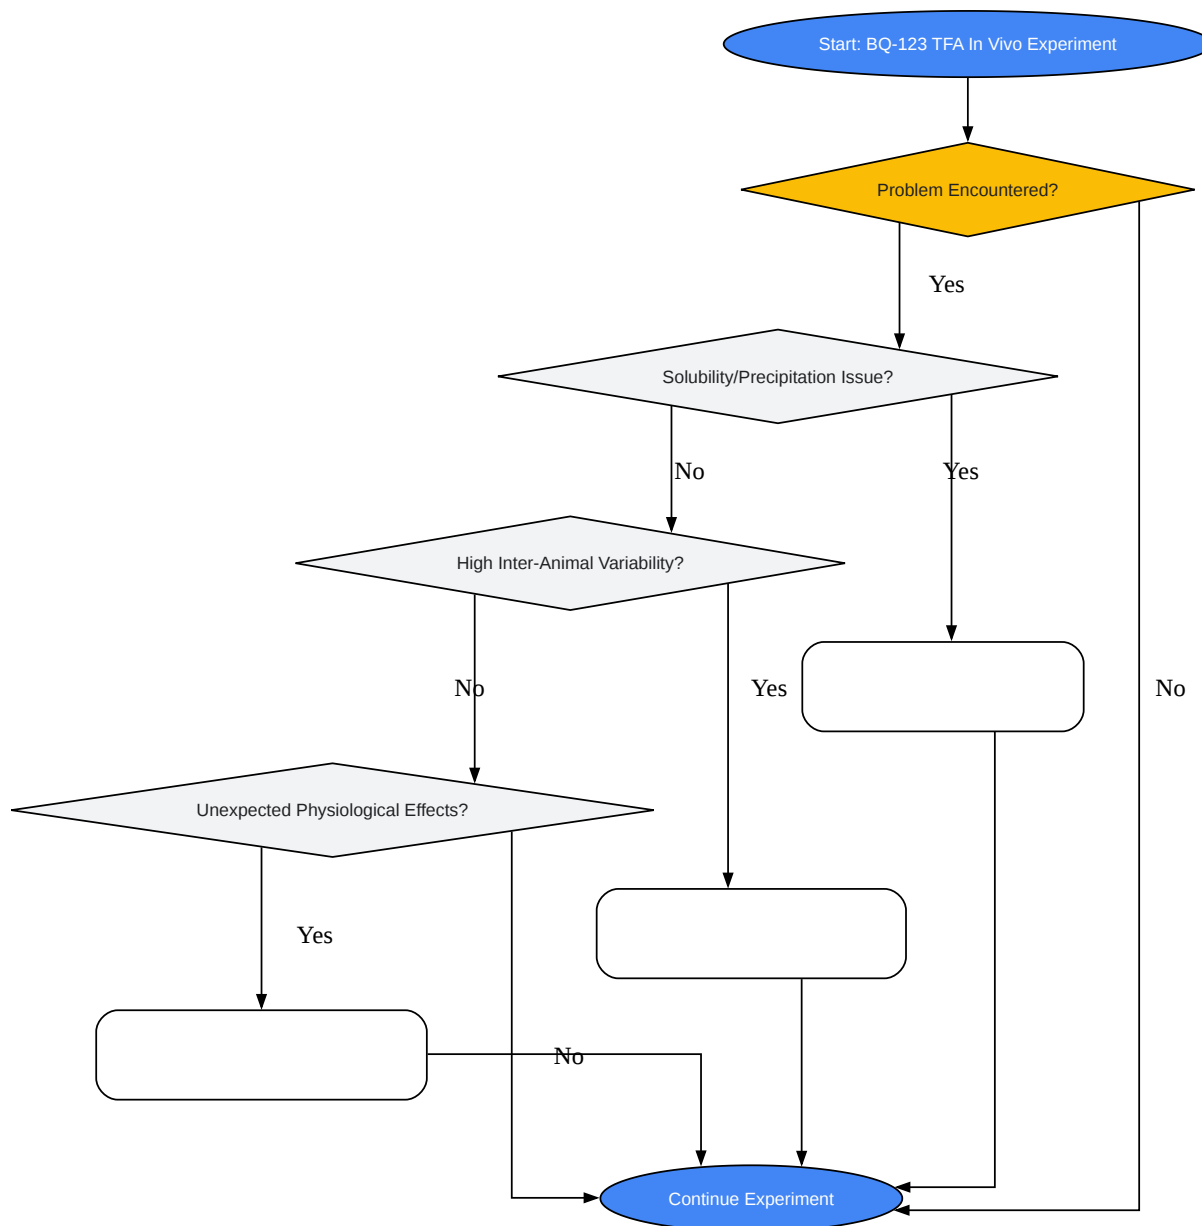 Start: BQ-123 TFA In Vivo Experiment
Problem Encountered?
Yes
Solubility/Precipitation Issue?
No
Yes
High Inter-Animal Variability?
No
Yes
No
Unexpected Physiological Effects?
Yes
No
Continue Experiment